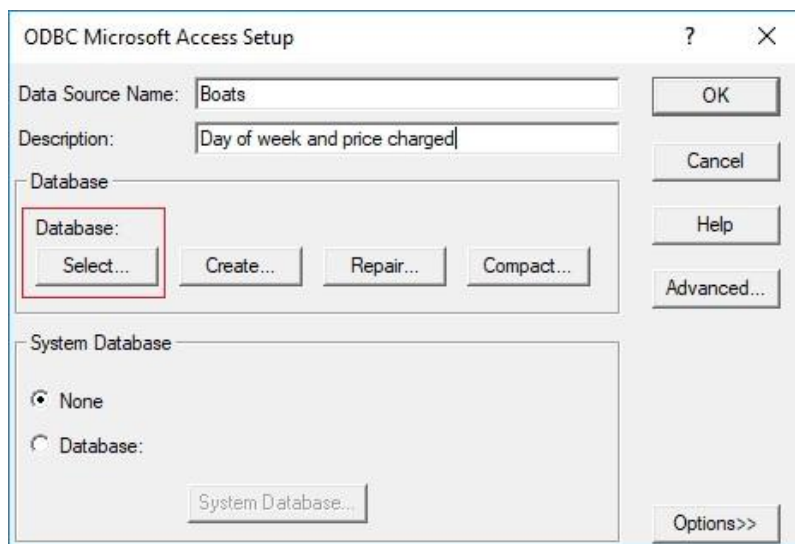 ODBC Microsoft Access Setup ?
Data Source Name: Boats OK
Description: Day of week and price charged
Cancel
Database
Database: Help
Select... Create... Repair... Compact...
Advanced...
System Database
None
Database:
System Database...
Options>>